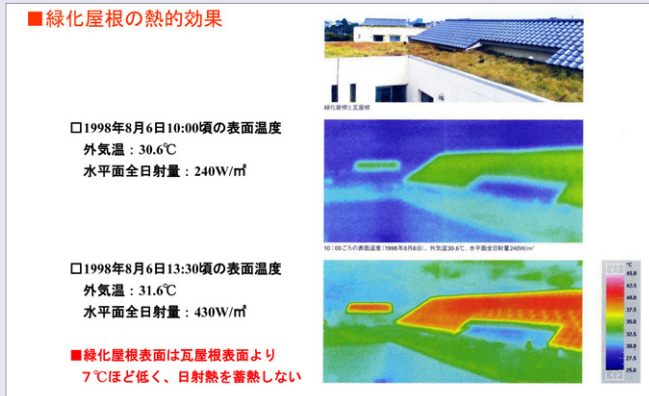 ■緑化屋根の熱的効果
緑化屋根と瓦屋根
□1998年8月6日10:00頃の表面温度
外気温:30.6℃
水平面全日射量:240W/㎡
10:00ごろの表面温度(1998年8月6日)、外気温30.6℃、水平面全日射量240W/m²
□1998年8月6日13:30頃の表面温度
外気温:31.6℃
水平面全日射量:430W/㎡
℃
45.0
42.5
40.0
37.5
35.0
32.5
30.0
27.5
25.0
■緑化屋根表面は瓦屋根表面より
7℃ほど低く、日射熱を蓄熱しない